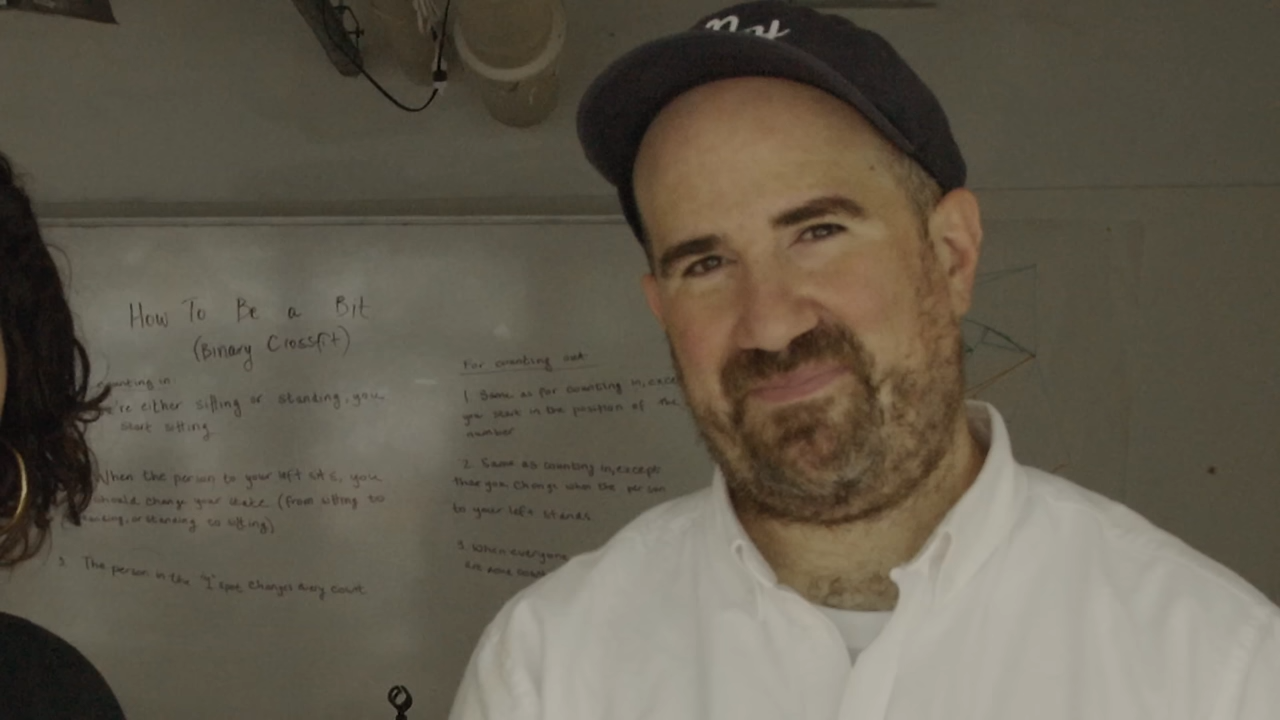 Not
How To Be a Bit
(Binary Crossfit)
counting in
you're either sitting or standing, you
start sitting
When the person to your left sits, you
should change your state (from sitting to
standing, or standing to sitting)
3. The person in the "1" spot changes every count
For counting out
1. Same as for counting in, except
you start in the position of the
number
2. Same as counting in, except
that you change when the person
to your left stands
3. When everyone